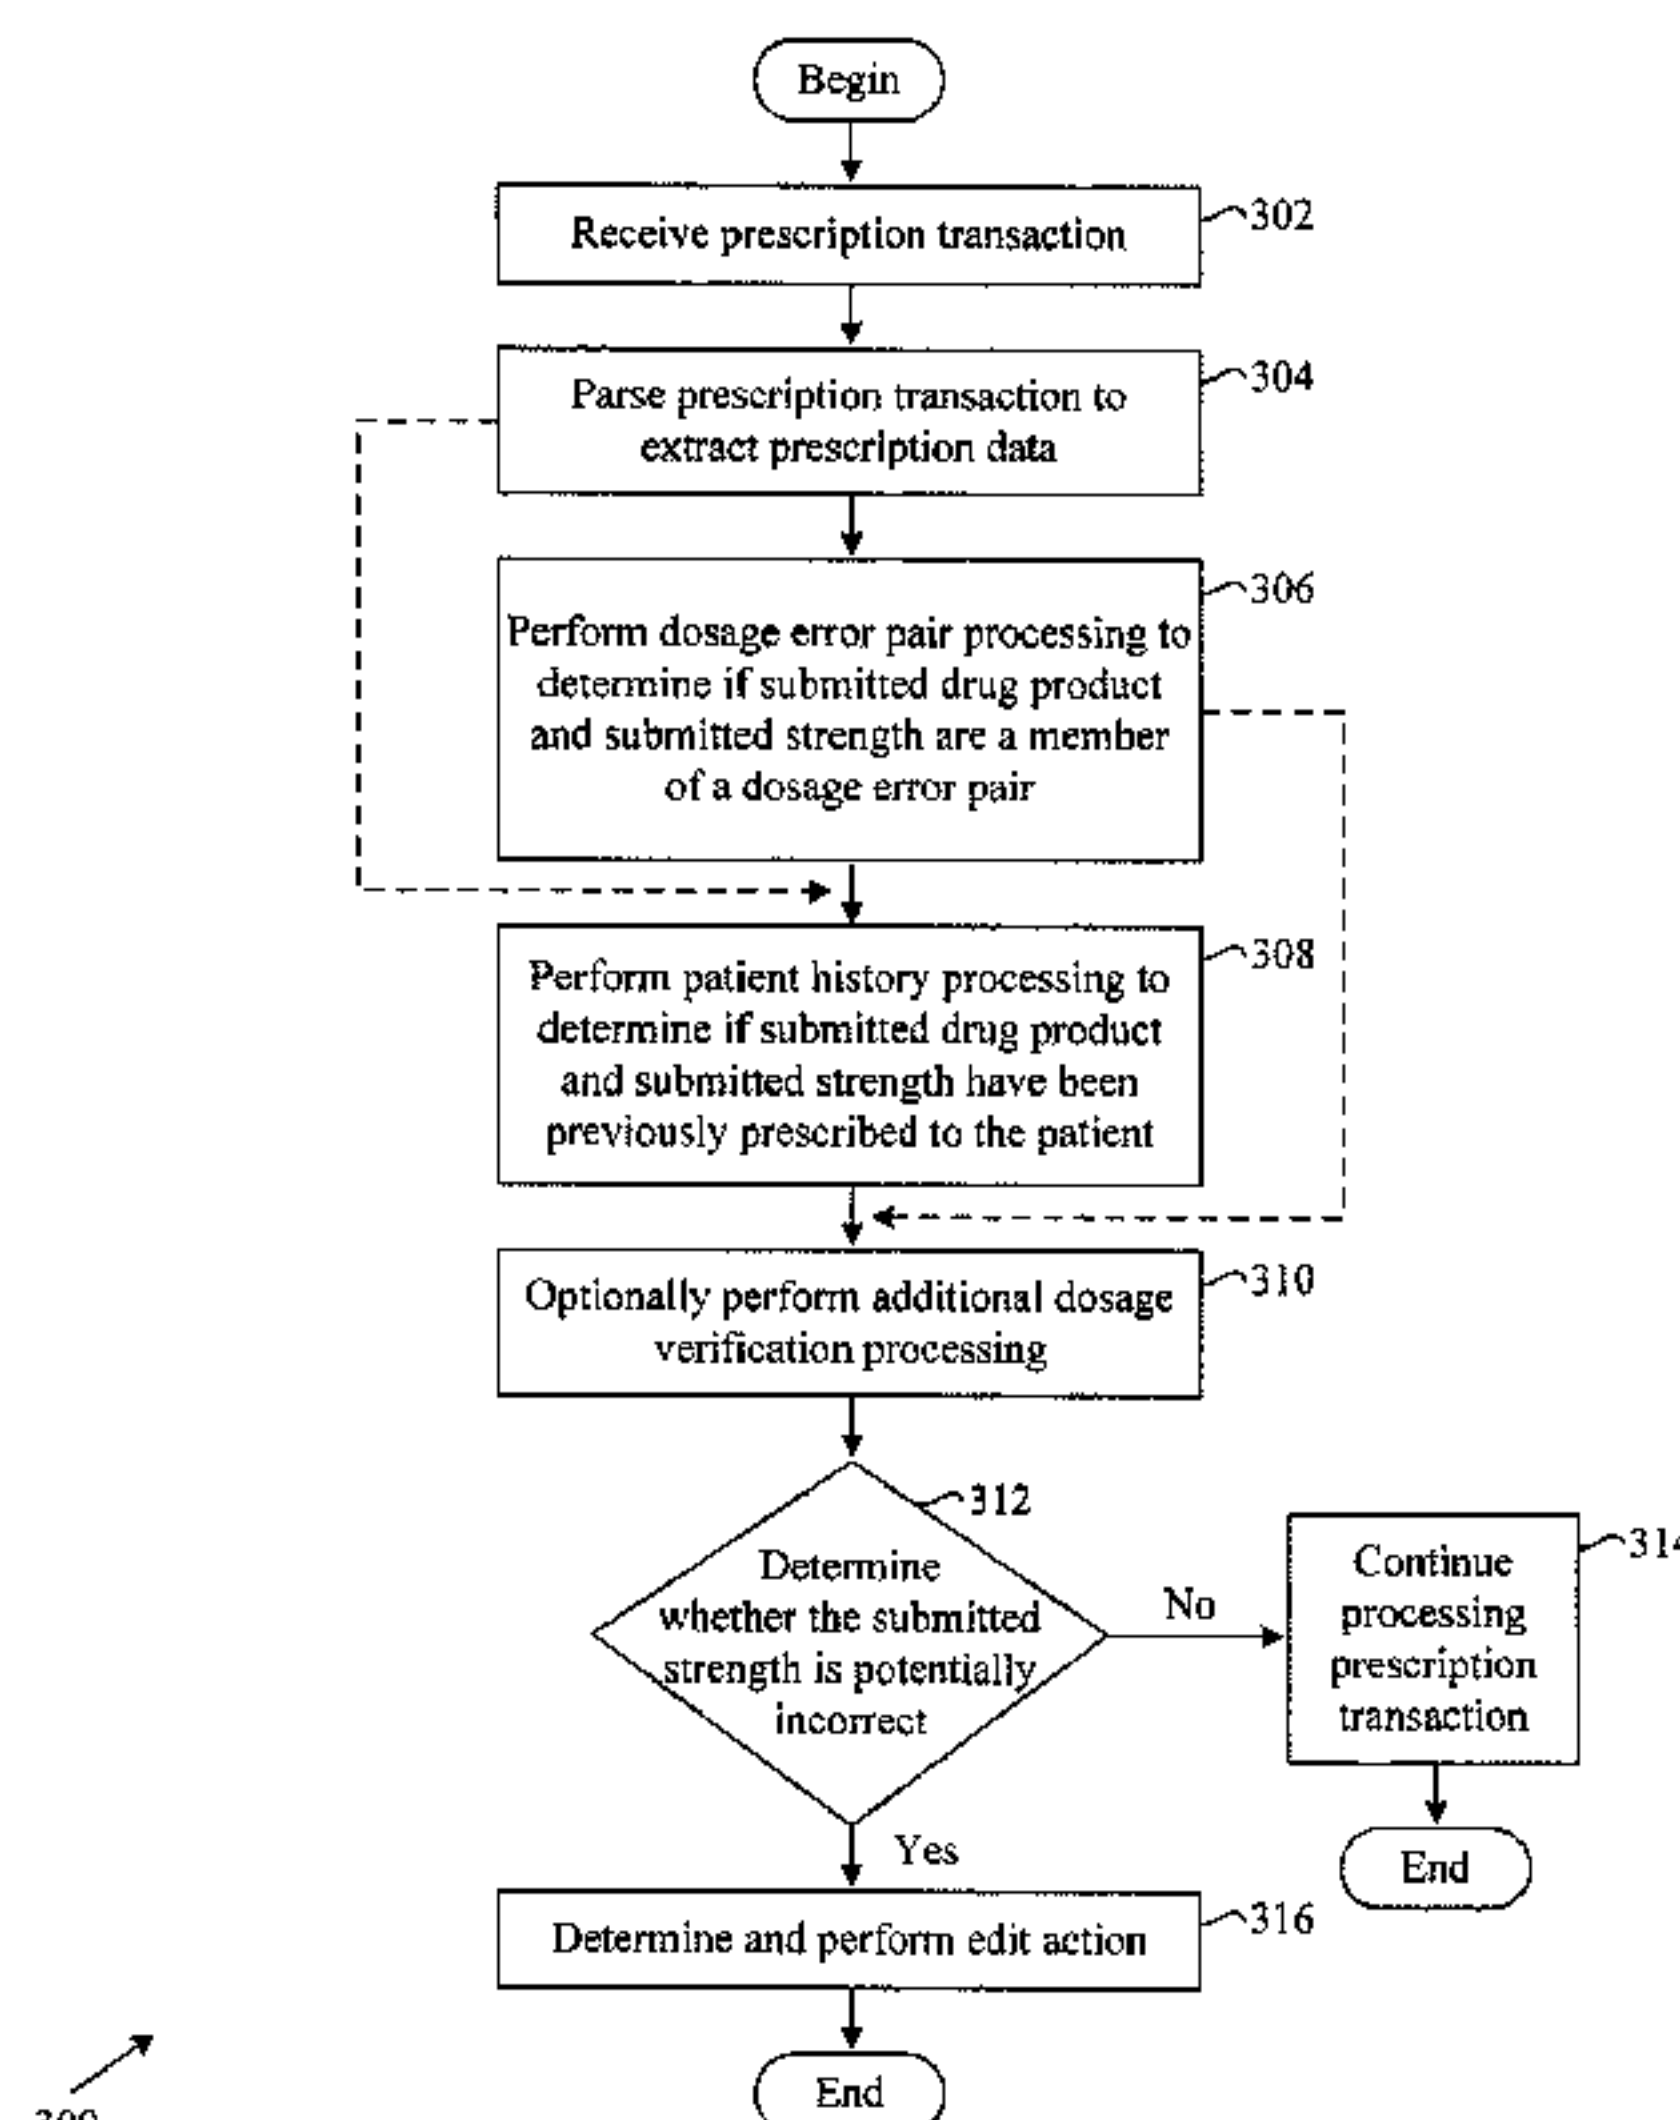 Begin
Receive prescription transaction
302
Parse prescription transaction to
extract prescription data
304
Perform dosage error pair processing to
determine if submitted drug product
and submitted strength are a member
of a dosage error pair
306
Perform patient history processing to
determine if submitted drug product
and submitted strength have been
previously prescribed to the patient
308
Optionally perform additional dosage
verification processing
310
312
Determine
whether the submitted
strength is potentially
incorrect
No
Continue
processing
prescription
transaction
End
Yes
Determine and perform edit action
316
End